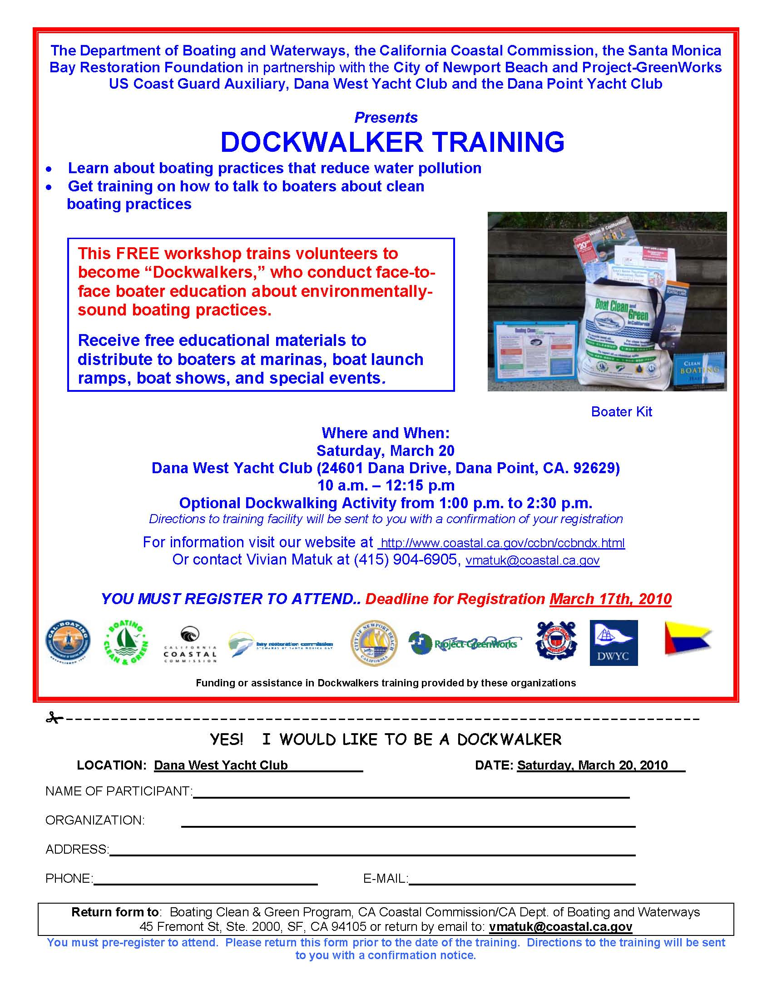 The Department of Boating and Waterways, the California Coastal Commission, the Santa Monica
Bay Restoration Foundation in partnership with the City of Newport Beach and Project-GreenWorks
US Coast Guard Auxiliary, Dana West Yacht Club and the Dana Point Yacht Club
Presents
DOCKWALKER TRAINING
• Learn about boating practices that reduce water pollution
• Get training on how to talk to boaters about clean
boating practices
This FREE workshop trains volunteers to
become “Dockwalkers,” who conduct face-to-
face boater education about environmentally-
sound boating practices.
Receive free educational materials to
distribute to boaters at marinas, boat launch
ramps, boat shows, and special events.
Wear It California!
$20
ENVIRONMENTAL
BOATING LAWS
Boat Clean and
Green
in California
Boating Clean
CLEAN
BOATING
HABITS
Boater Kit
Where and When:
Saturday, March 20
Dana West Yacht Club (24601 Dana Drive, Dana Point, CA. 92629)
10 a.m. – 12:15 p.m
Optional Dockwalking Activity from 1:00 p.m. to 2:30 p.m.
Directions to training facility will be sent to you with a confirmation of your registration
For information visit our website at http://www.coastal.ca.gov/ccbn/ccbndx.html
Or contact Vivian Matuk at (415) 904-6905, vmatuk@coastal.ca.gov
YOU MUST REGISTER TO ATTEND.. Deadline for Registration March 17th, 2010
CAL-BOATING
BOATING
CLEAN & GREEN
CALIFORNIA
COASTAL
COMMISSION
bay restoration commission
STEWARDS OF SANTA MONICA BAY
CITY OF NEWPORT BEACH
CALIFORNIA
Project-GreenWorks
DWYC
Funding or assistance in Dockwalkers training provided by these organizations
YES! I WOULD LIKE TO BE A DOCKWALKER
LOCATION: Dana West Yacht Club DATE: Saturday, March 20, 2010
NAME OF PARTICIPANT:
ORGANIZATION:
ADDRESS:
PHONE: E-MAIL:
Return form to: Boating Clean & Green Program, CA Coastal Commission/CA Dept. of Boating and Waterways
45 Fremont St, Ste. 2000, SF, CA 94105 or return by email to: vmatuk@coastal.ca.gov
You must pre-register to attend. Please return this form prior to the date of the training. Directions to the training will be sent
to you with a confirmation notice.